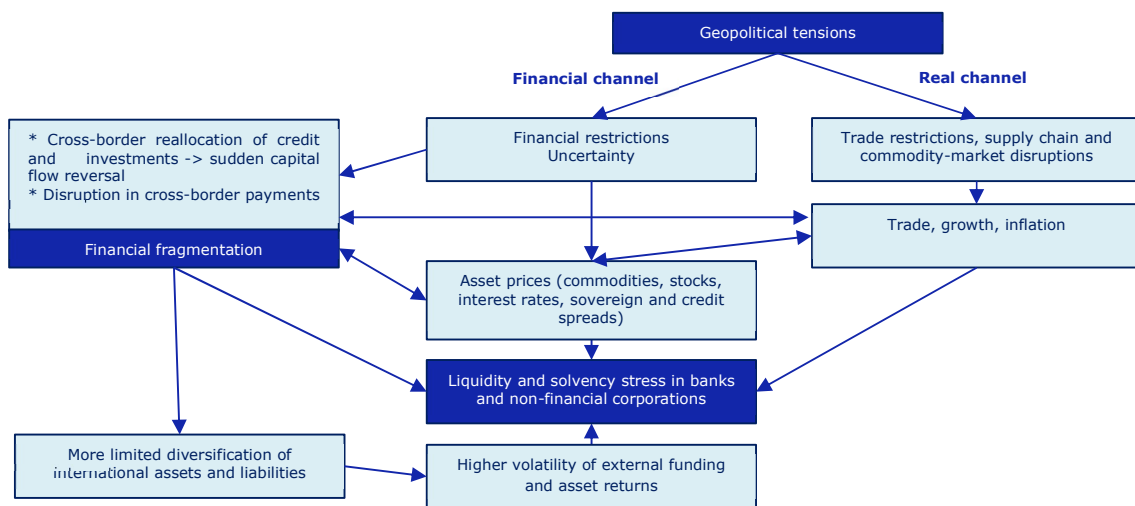 Geopolitical tensions
Financial channel
Real channel
* Cross-border reallocation of credit
and investments -> sudden capital
flow reversal
* Disruption in cross-border payments
Financial fragmentation
Financial restrictions
Uncertainty
Trade restrictions, supply chain and
commodity-market disruptions
Trade, growth, inflation
Asset prices (commodities, stocks,
interest rates, sovereign and credit
spreads)
Liquidity and solvency stress in banks
and non-financial corporations
More limited diversification of
international assets and liabilities
Higher volatility of external funding
and asset returns